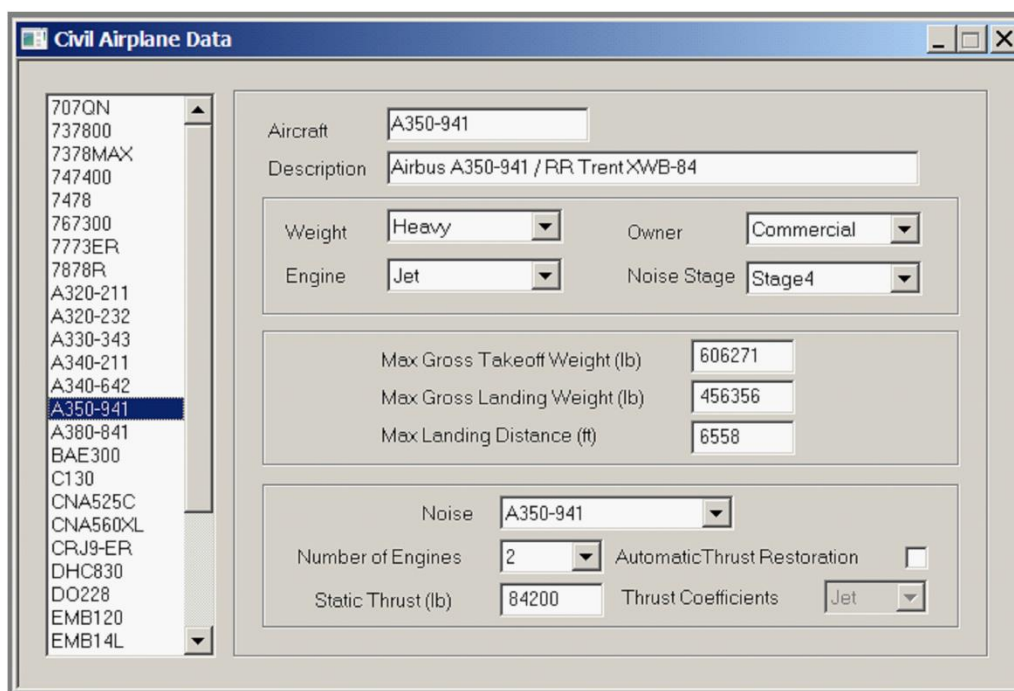 Civil Airplane Data
707QN
737800
7378MAX
747400
7478
767300
7773ER
7878R
A320-211
A320-232
A330-343
A340-211
A340-642
A350-941
A380-841
BAE300
C130
CNA525C
CNA560XL
CRJ9-ER
DHC830
DO228
EMB120
EMB14L
Aircraft A350-941
Description Airbus A350-941 / RR Trent XWB-84
Weight Heavy Owner Commercial
Engine Jet Noise Stage Stage4
Max Gross Takeoff Weight (lb) 606271
Max Gross Landing Weight (lb) 456356
Max Landing Distance (ft) 6558
Noise A350-941
Number of Engines 2 Automatic Thrust Restoration
Static Thrust (lb) 84200 Thrust Coefficients Jet